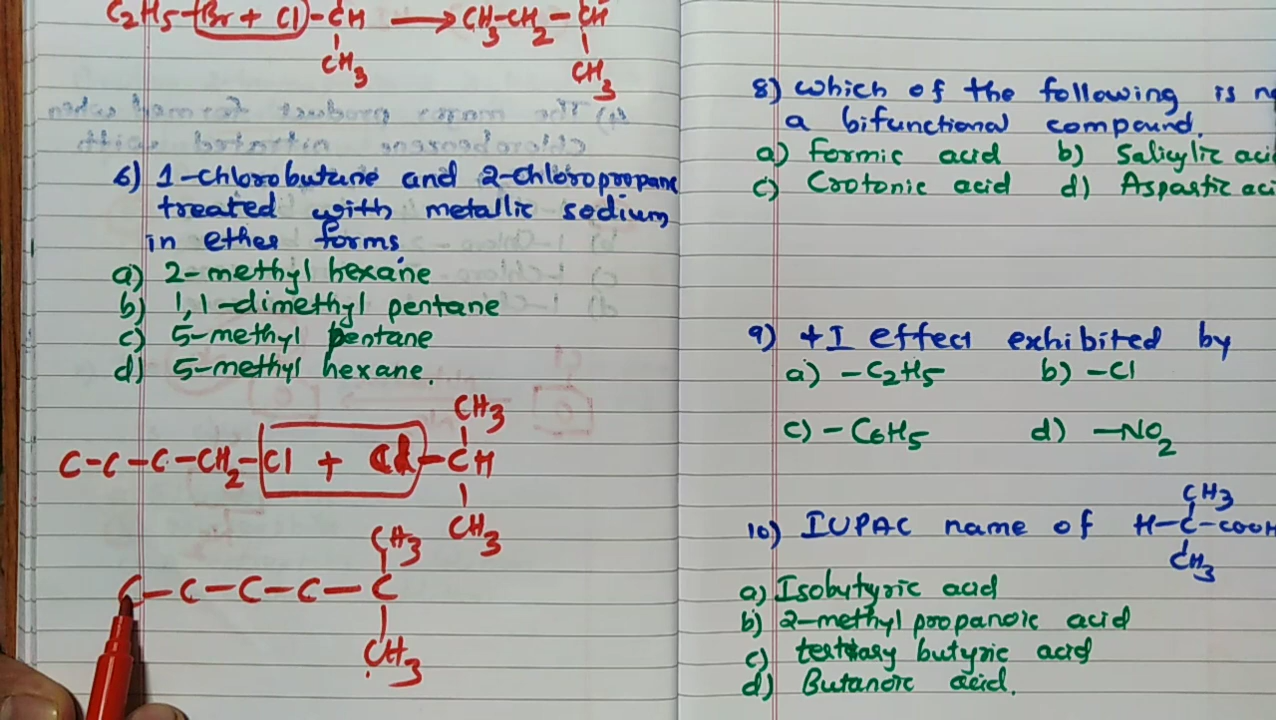 C2H5-Br + Cl-CH → CH3-CH2-CH
CH3 CH3
6) 1-chlorobutane and 2-chloropropane
treated with metallic sodium
in ether forms.
a) 2-methyl hexane
b) 1,1-dimethyl pentane
c) 5-methyl pentane
d) 5-methyl hexane.
CH3
C-C-C-CH2-Cl + Cl-CH
CH3
CH3
C-C-C-C-C
CH3
8) which of the following is
a bifunctional compound.
a) Formic acid b) Salicylic
c) Crotonic acid d) Aspartic
9) +I effect exhibited by
a) -C2H5 b) -Cl
c) -C6H5 d) -NO2
CH3
10) IUPAC name of H-C-COOH
CH3
a) Isobutyric acid
b) 2-methyl propanoic acid
c) tertiary butyric acid
d) Butanoic acid.